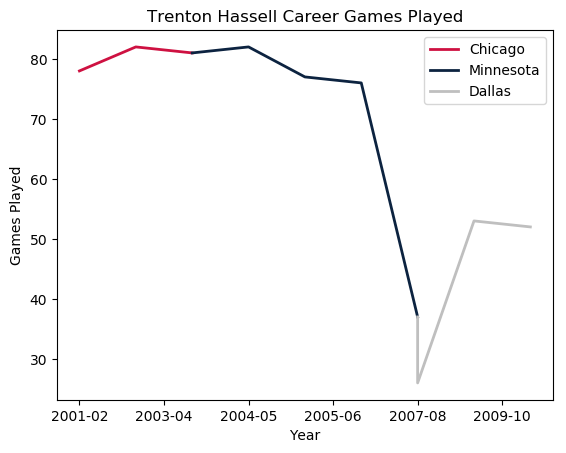 Trenton Hassell Career Games Played
Chicago
Minnesota
Dallas
80
70
60
50
40
30
Games Played
2001-02 2003-04 2004-05 2005-06 2007-08 2009-10
Year